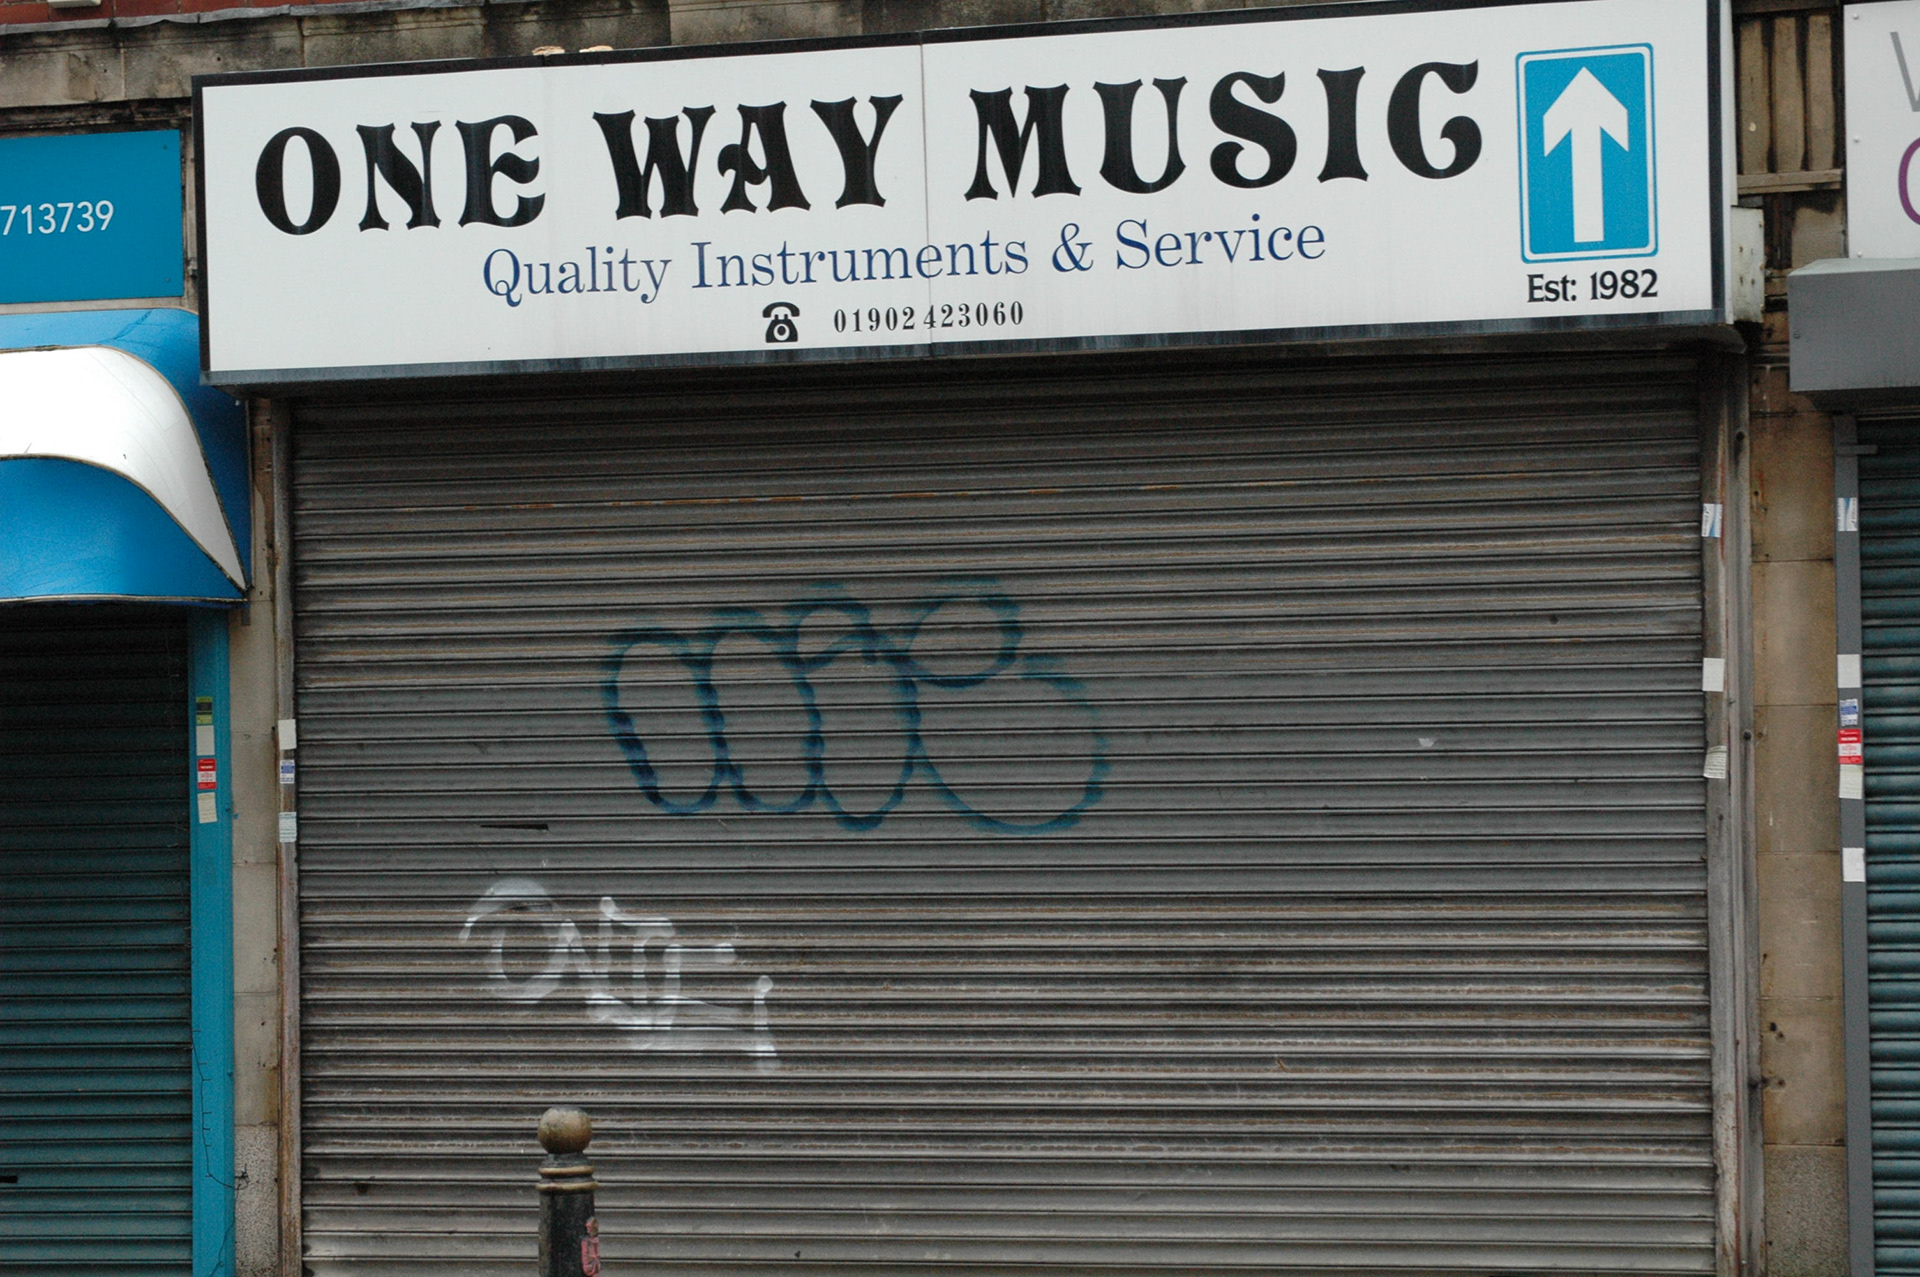 ONE WAY MUSIC
Quality Instruments & Service
01902 423060
Est: 1982
713739